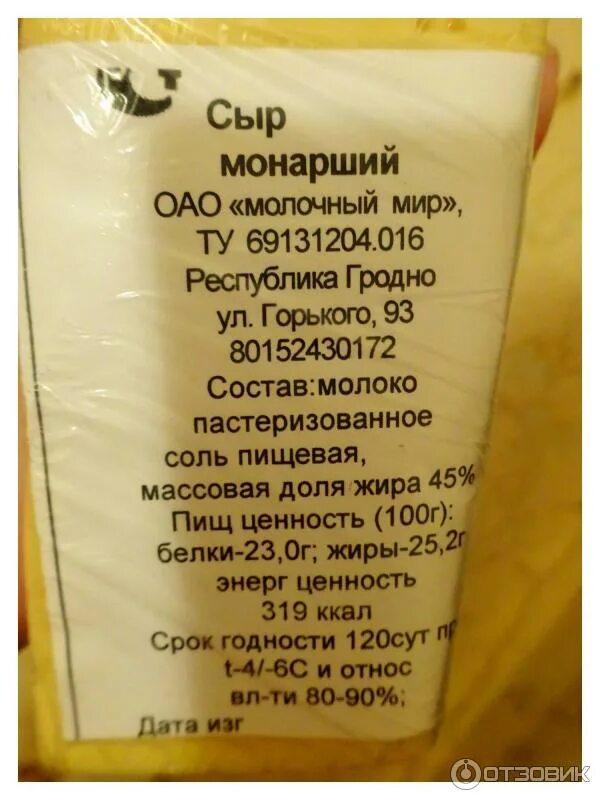 Сыр
монарший
ОАО «молочный мир»,
ТУ 69131204.016
Республика Гродно
ул. Горького, 93
80152430172
Состав:молоко
пастеризованное
соль пищевая,
массовая доля жира 45%
Пищ ценность (100г):
белки-23,0г; жиры-25,2г
энерг ценность
319 ккал
Срок годности 120сут
t-4/-6С и относ
вл-ти 80-90%;
Дата изг
ОТЗОВИК